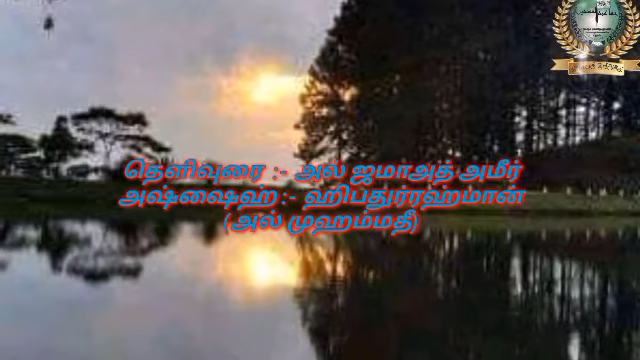 தெளிவுரை :- அல் ஜமாஅத் அமீர்
அஷ்ஷைஹ் :- ஹிப்துர்ரஹ்மான்
(அல் முஹம்மதீ)